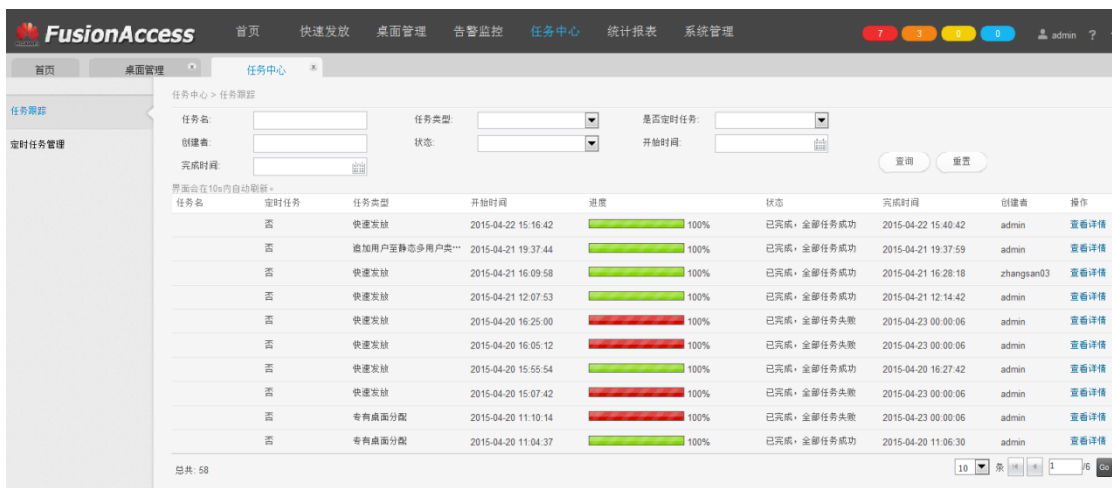 FusionAccess 首页 快速发放 桌面管理 告警监控 任务中心 统计报表 系统管理 7 3 0 0 admin ?
首页 桌面管理 x 任务中心 x
任务跟踪
定时任务管理
任务中心 > 任务跟踪
任务名: 任务类型: 是否定时任务:
创建者: 状态: 开始时间:
完成时间: 查询 重置
界面会在10s内自动刷新。
任务名 定时任务 任务类型 开始时间 进度 状态 完成时间 创建者 操作
否 快速发放 2015-04-22 15:16:42 100% 已完成,全部任务成功 2015-04-22 15:40:42 admin 查看详情
否 追加用户至静态多用户类… 2015-04-21 19:37:44 100% 已完成,全部任务成功 2015-04-21 19:37:59 admin 查看详情
否 快速发放 2015-04-21 16:09:58 100% 已完成,全部任务成功 2015-04-21 16:28:18 zhangsan03 查看详情
否 快速发放 2015-04-21 12:07:53 100% 已完成,全部任务成功 2015-04-21 12:14:42 admin 查看详情
否 快速发放 2015-04-20 16:25:00 100% 已完成,全部任务失败 2015-04-23 00:00:06 admin 查看详情
否 快速发放 2015-04-20 16:05:12 100% 已完成,全部任务失败 2015-04-23 00:00:06 admin 查看详情
否 快速发放 2015-04-20 15:55:54 100% 已完成,全部任务成功 2015-04-20 16:27:42 admin 查看详情
否 快速发放 2015-04-20 15:07:42 100% 已完成,全部任务失败 2015-04-23 00:00:06 admin 查看详情
否 专有桌面分配 2015-04-20 11:10:14 100% 已完成,全部任务失败 2015-04-23 00:00:06 admin 查看详情
否 专有桌面分配 2015-04-20 11:04:37 100% 已完成,全部任务成功 2015-04-20 11:06:30 admin 查看详情
总共: 58 10 条 1 /6 Go